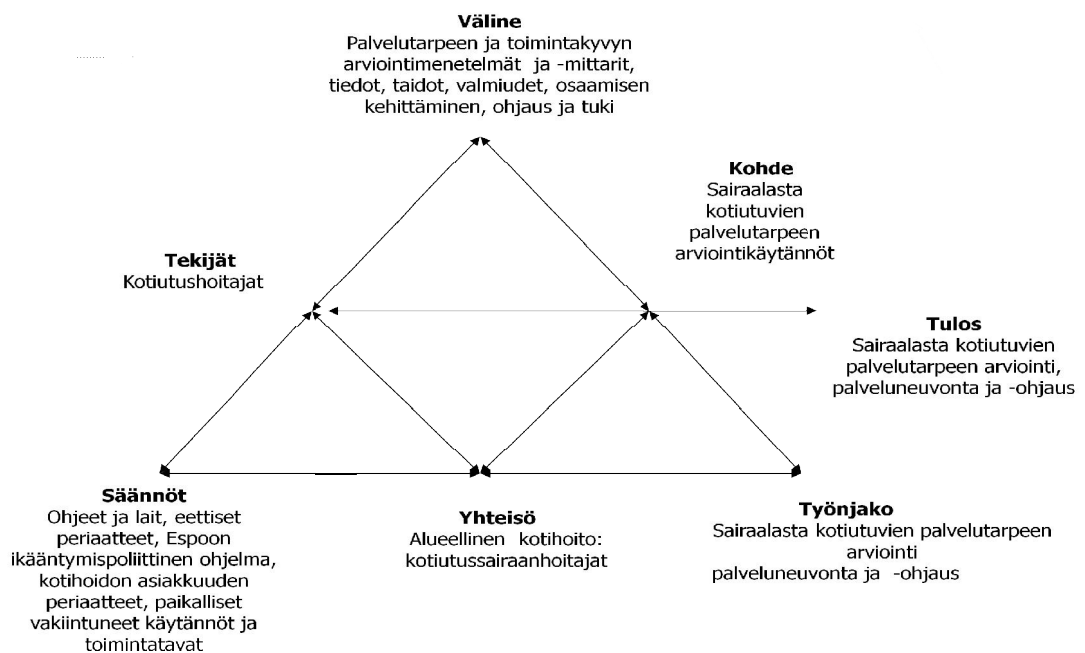 Väline
Palvelutarpeen ja toimintakyvyn
arviointimenetelmät ja -mittarit,
tiedot, taidot, valmiudet, osaamisen
kehittäminen, ohjaus ja tuki
Kohde
Sairaalasta
kotiutuvien
palvelutarpeen
arviointikäytännöt
Tekijät
Kotiutushoitajat
Tulos
Sairaalasta kotiutuvien
palvelutarpeen arviointi,
palveluneuvonta ja -ohjaus
Säännöt
Ohjeet ja lait, eettiset
periaatteet, Espoon
ikääntymispoliittinen ohjelma,
kotihoidon asiakkuuden
periaatteet, paikalliset
vakiintuneet käytännöt ja
toimintatavat
Yhteisö
Alueellinen kotihoito:
kotiutussairaanhoitajat
Työnjako
Sairaalasta kotiutuvien palvelutarpeen
arviointi
palveluneuvonta ja -ohjaus